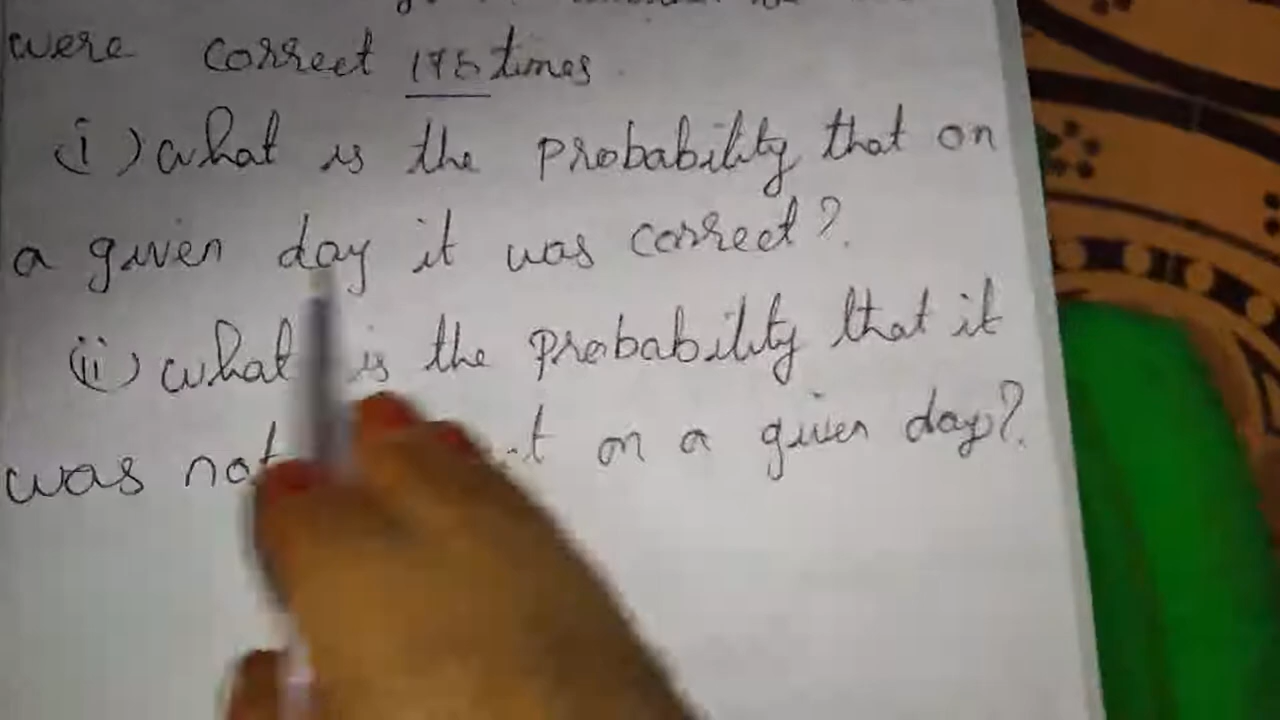 were correct 175 times.
(i) what is the probability that on
a given day it was correct?
(ii) what is the probability that it
was not on a given day?